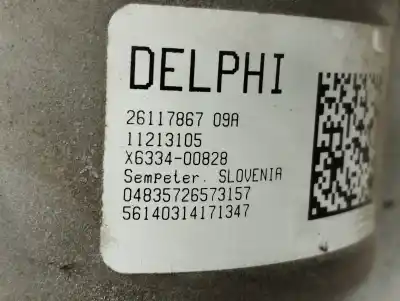 DELPHI
26117867 09A
11213105
X6334-00828
Sempeter. SLOVENIA
04835726573157
56140314171347